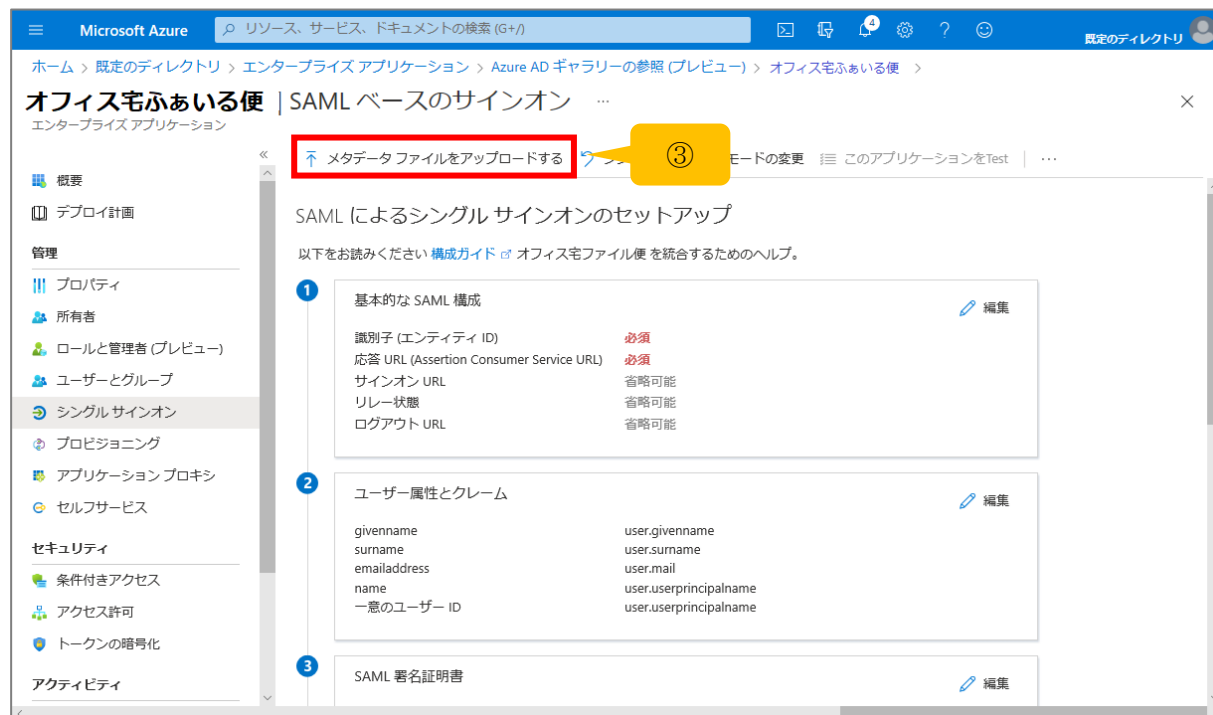 Microsoft Azure
リソース、サービス、ドキュメントの検索 (G+/)
4
既定のディレクトリ
ホーム > 既定のディレクトリ > エンタープライズ アプリケーション > Azure AD ギャラリーの参照 (プレビュー) > オフィス宅ふぁいる便 >
オフィス宅ふぁいる便 | SAML ベースのサインオン ...
エンタープライズ アプリケーション
メタデータ ファイルをアップロードする
③
モードの変更
このアプリケーションをTest
...
概要
デプロイ計画
管理
プロパティ
所有者
ロールと管理者 (プレビュー)
ユーザーとグループ
シングル サインオン
プロビジョニング
アプリケーション プロキシ
セルフサービス
セキュリティ
条件付きアクセス
アクセス許可
トークンの暗号化
アクティビティ
SAML によるシングル サインオンのセットアップ
以下をお読みください 構成ガイド オフィス宅ファイル便 を統合するためのヘルプ。
1
基本的な SAML 構成
編集
識別子 (エンティティ ID) 必須
応答 URL (Assertion Consumer Service URL) 必須
サインオン URL 省略可能
リレー状態 省略可能
ログアウト URL 省略可能
2
ユーザー属性とクレーム
編集
givenname user.givenname
surname user.surname
emailaddress user.mail
name user.userprincipalname
一意のユーザー ID user.userprincipalname
3
SAML 署名証明書
編集